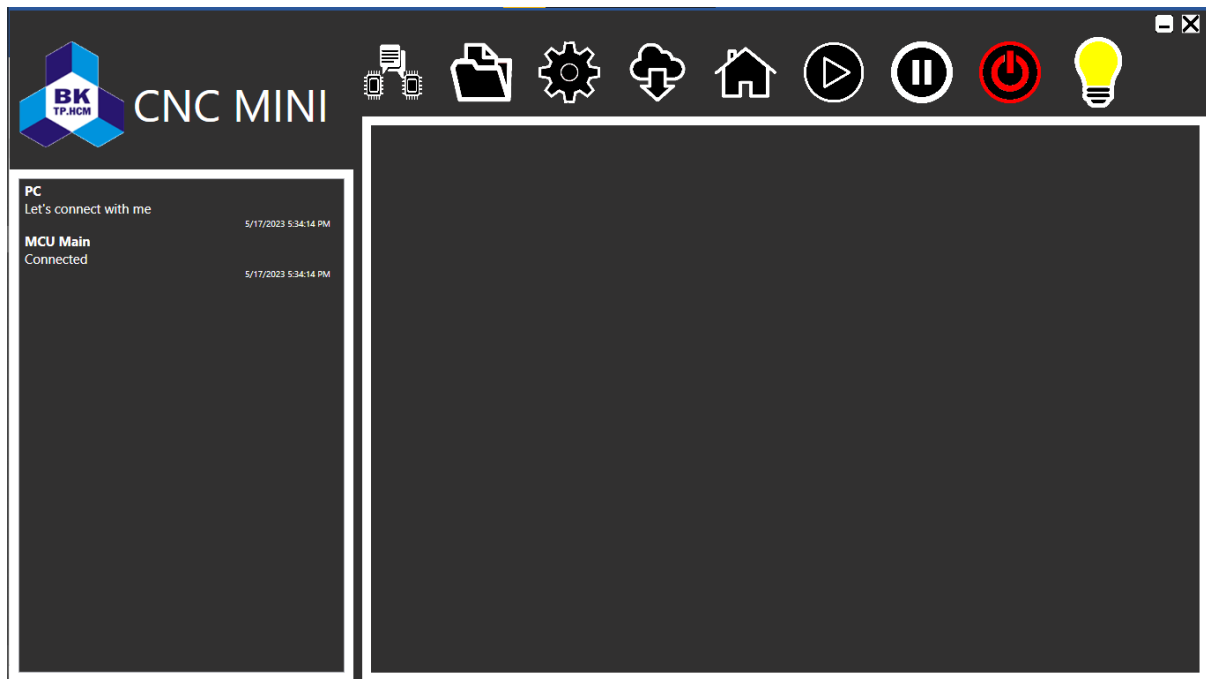 BK
TP.HCM
CNC MINI
PC
Let's connect with me
5/17/2023 5:34:14 PM
MCU Main
Connected
5/17/2023 5:34:14 PM